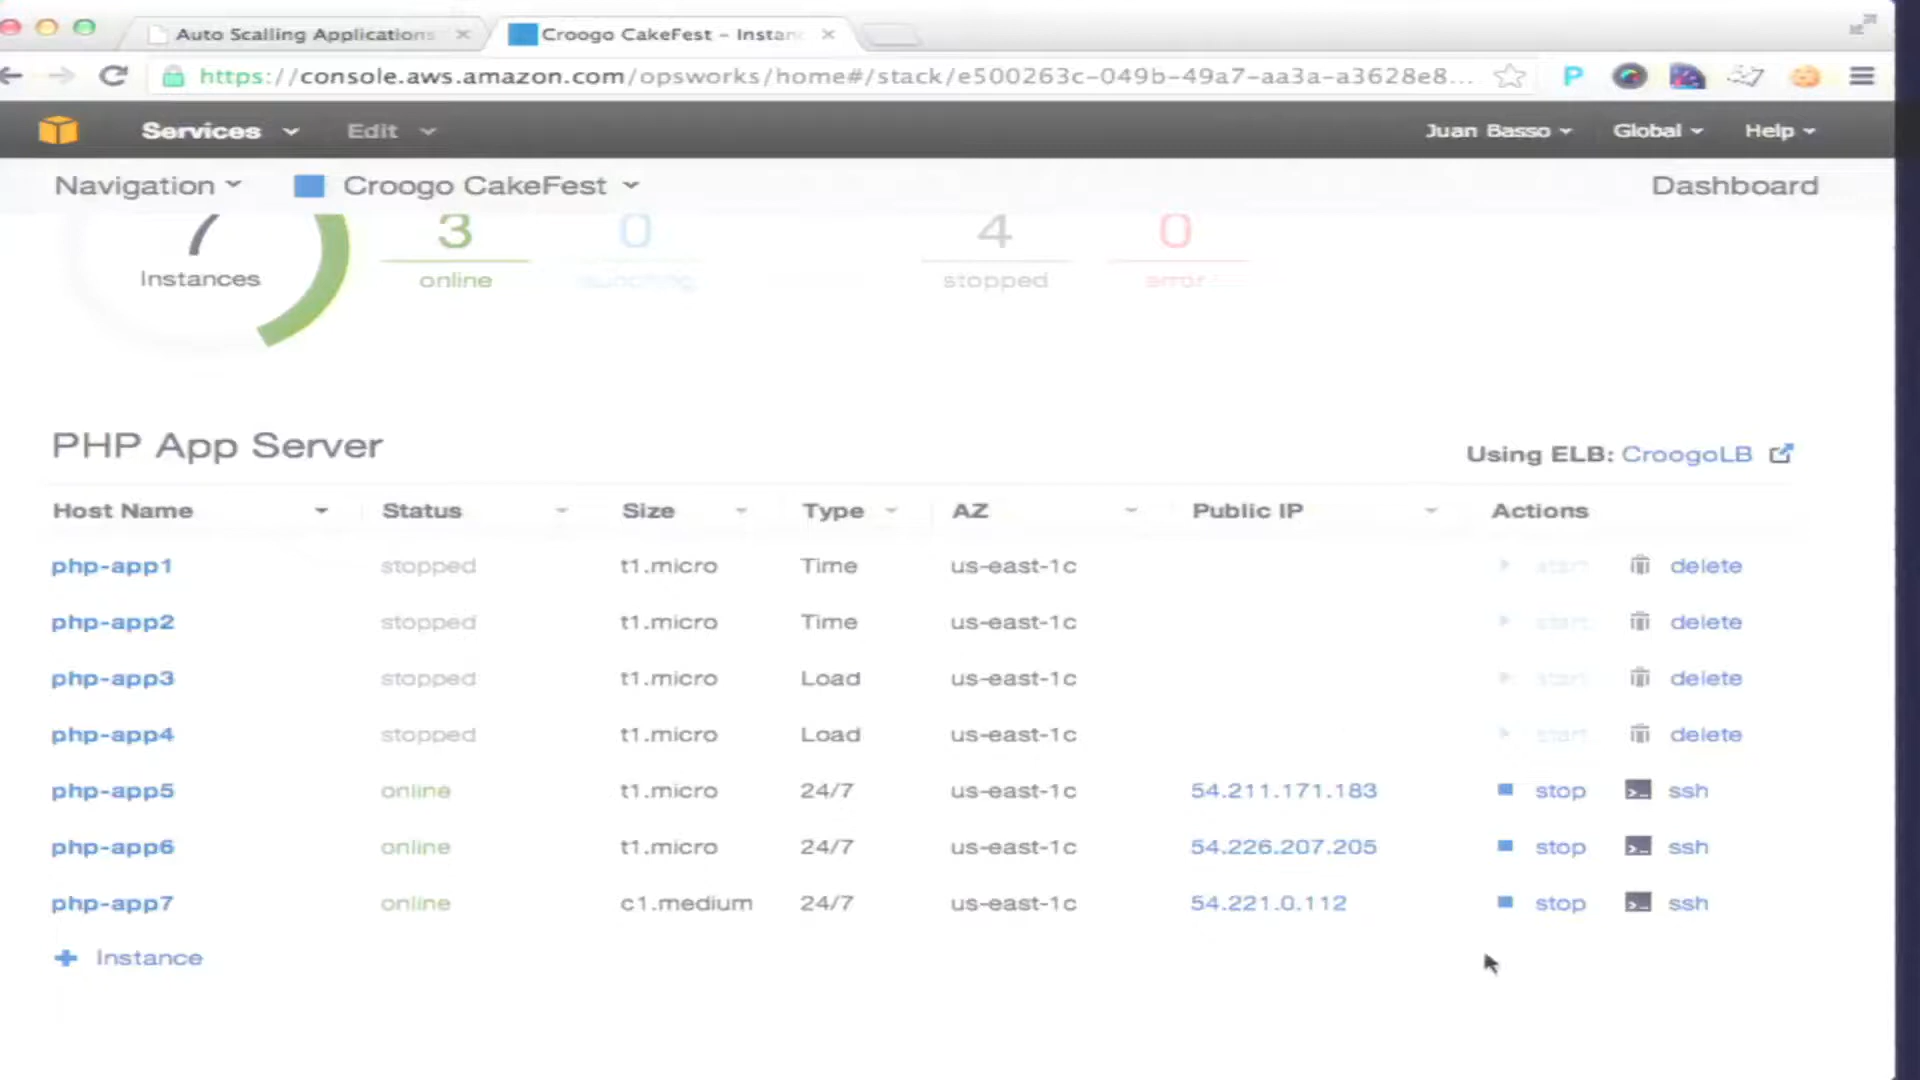 Auto Scalling Applications
Croogo CakeFest – Instan
https://console.aws.amazon.com/opsworks/home#/stack/e500263c-049b-49a7-aa3a-a3628e8...
Services Edit Juan Basso Global Help
Navigation Croogo CakeFest Dashboard
7 3 0 4 0
Instances online launching stopped error
PHP App Server
Using ELB: CroogoLB
Host Name Status Size Type AZ Public IP Actions
php-app1 stopped t1.micro Time us-east-1c start delete
php-app2 stopped t1.micro Time us-east-1c start delete
php-app3 stopped t1.micro Load us-east-1c start delete
php-app4 stopped t1.micro Load us-east-1c start delete
php-app5 online t1.micro 24/7 us-east-1c 54.211.171.183 stop ssh
php-app6 online t1.micro 24/7 us-east-1c 54.226.207.205 stop ssh
php-app7 online c1.medium 24/7 us-east-1c 54.221.0.112 stop ssh
+ Instance